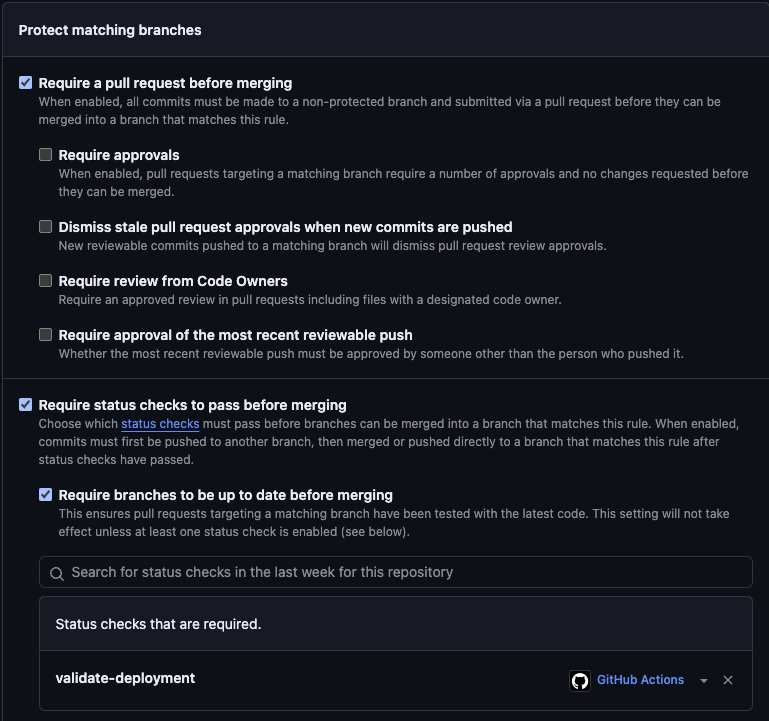 Protect matching branches
Require a pull request before merging
When enabled, all commits must be made to a non-protected branch and submitted via a pull request before they can be
merged into a branch that matches this rule.
Require approvals
When enabled, pull requests targeting a matching branch require a number of approvals and no changes requested before
they can be merged.
Dismiss stale pull request approvals when new commits are pushed
New reviewable commits pushed to a matching branch will dismiss pull request review approvals.
Require review from Code Owners
Require an approved review in pull requests including files with a designated code owner.
Require approval of the most recent reviewable push
Whether the most recent reviewable push must be approved by someone other than the person who pushed it.
Require status checks to pass before merging
Choose which status checks must pass before branches can be merged into a branch that matches this rule. When enabled,
commits must first be pushed to another branch, then merged or pushed directly to a branch that matches this rule after
status checks have passed.
Require branches to be up to date before merging
This ensures pull requests targeting a matching branch have been tested with the latest code. This setting will not take
effect unless at least one status check is enabled (see below).
Search for status checks in the last week for this repository
Status checks that are required.
validate-deployment GitHub Actions